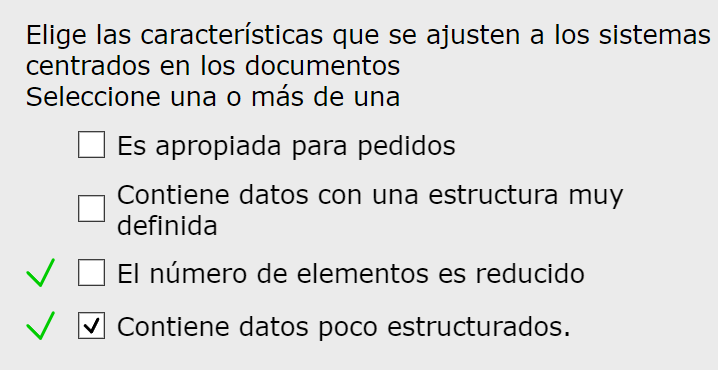 Elige las características que se ajusten a los sistemas
centrados en los documentos
Seleccione una o más de una
Es apropiada para pedidos
Contiene datos con una estructura muy
definida
El número de elementos es reducido
Contiene datos poco estructurados.